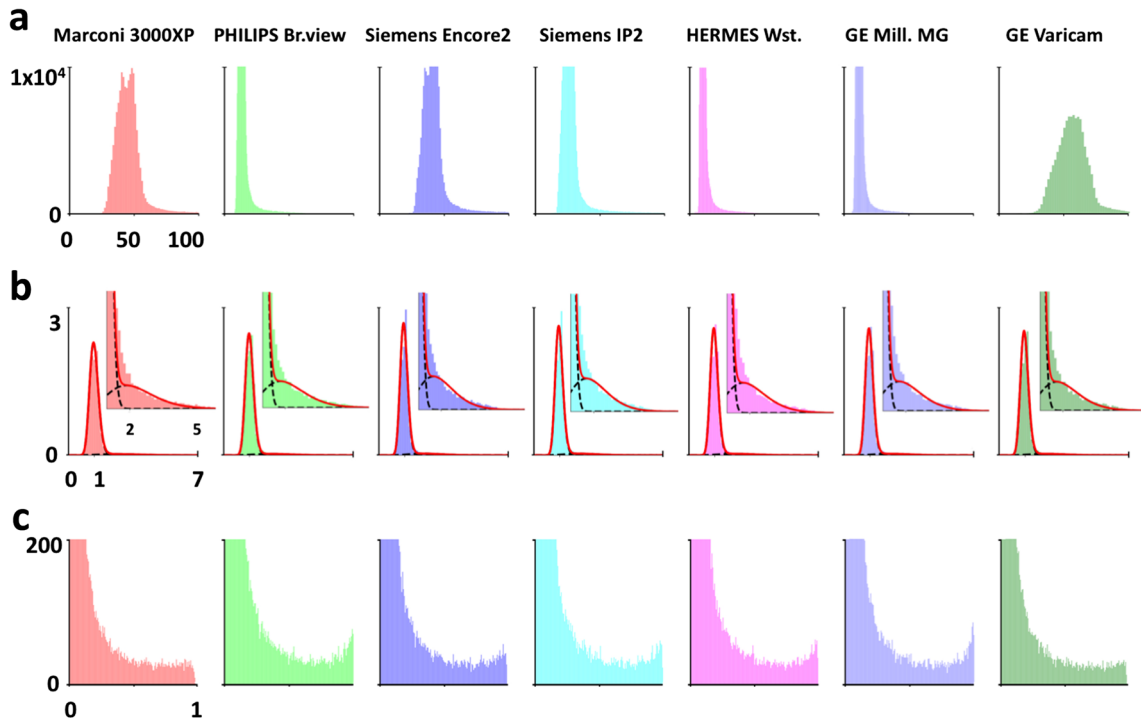 a
Marconi 3000XP PHILIPS Br.view Siemens Encore2 Siemens IP2 HERMES Wst. GE Mill. MG GE Varicam
1x10⁴
0
0 50 100
b
3
2 5
0
0 1 7
c
200
0
0 1